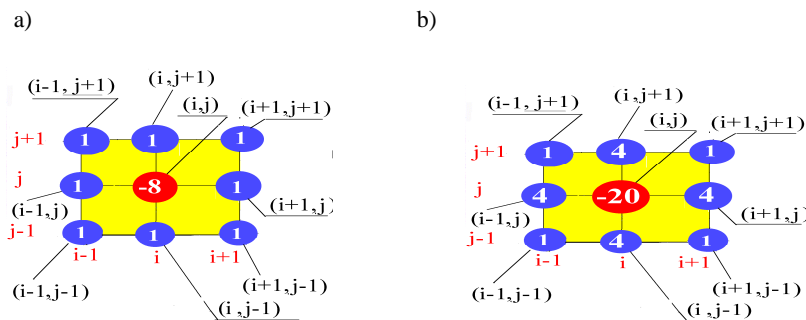 a)
(i,j+1)
(i-1, j+1)
(i,j)
(i+1,j+1)
j+1 1 1 1
j 1 -8 1
(i-1,j)
(i+1,j)
j-1 1 1 1
i-1 i i+1
(i-1,j-1)
(i,j-1)
(i+1,j-1)
b)
(i,j+1)
(i-1, j+1)
(i,j)
(i+1,j+1)
j+1 1 4 1
j 4 -20 4
(i-1,j)
(i+1,j)
j-1 1 4 1
i-1 i i+1
(i-1,j-1)
(i,j-1)
(i+1,j-1)